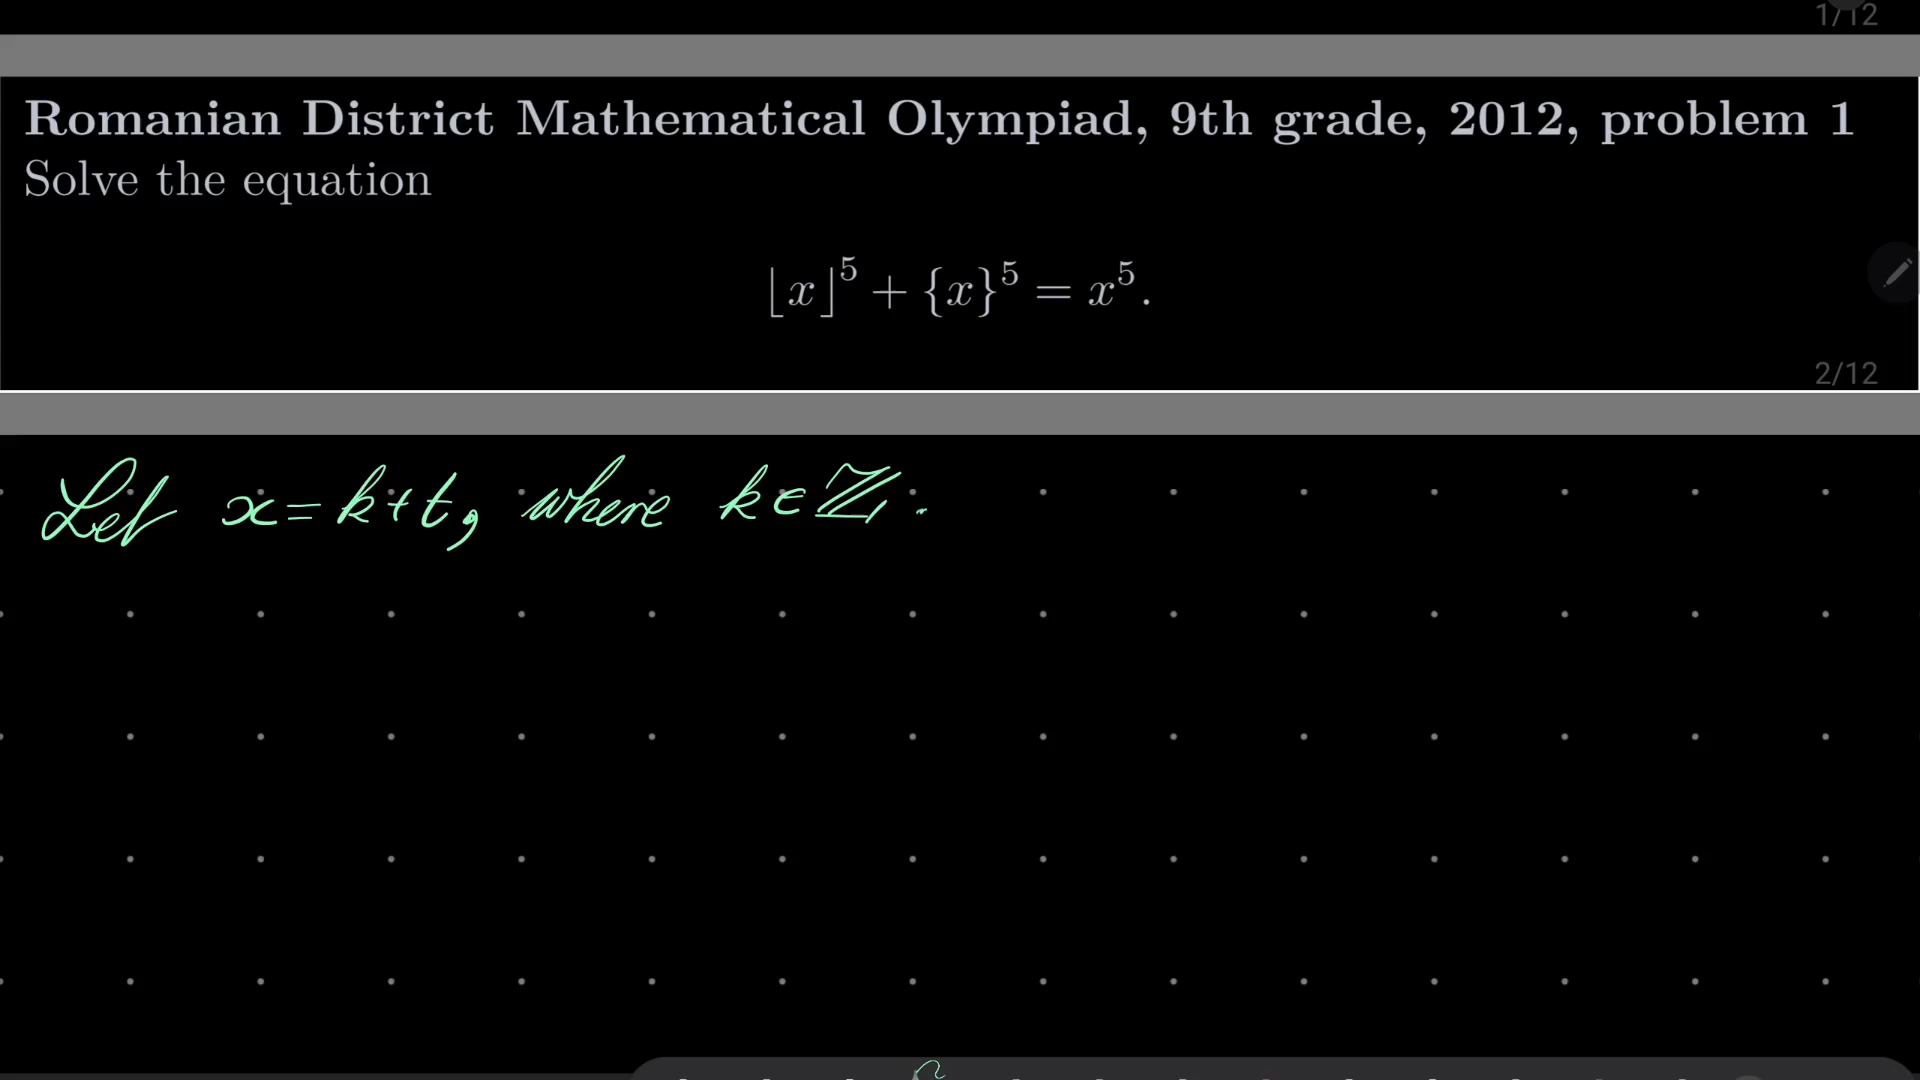 1/12
Romanian District Mathematical Olympiad, 9th grade, 2012, problem 1
Solve the equation
⌊x⌋⁵ + {x}⁵ = x⁵.
2/12
Let x = k+t, where k ∈ ℤ.